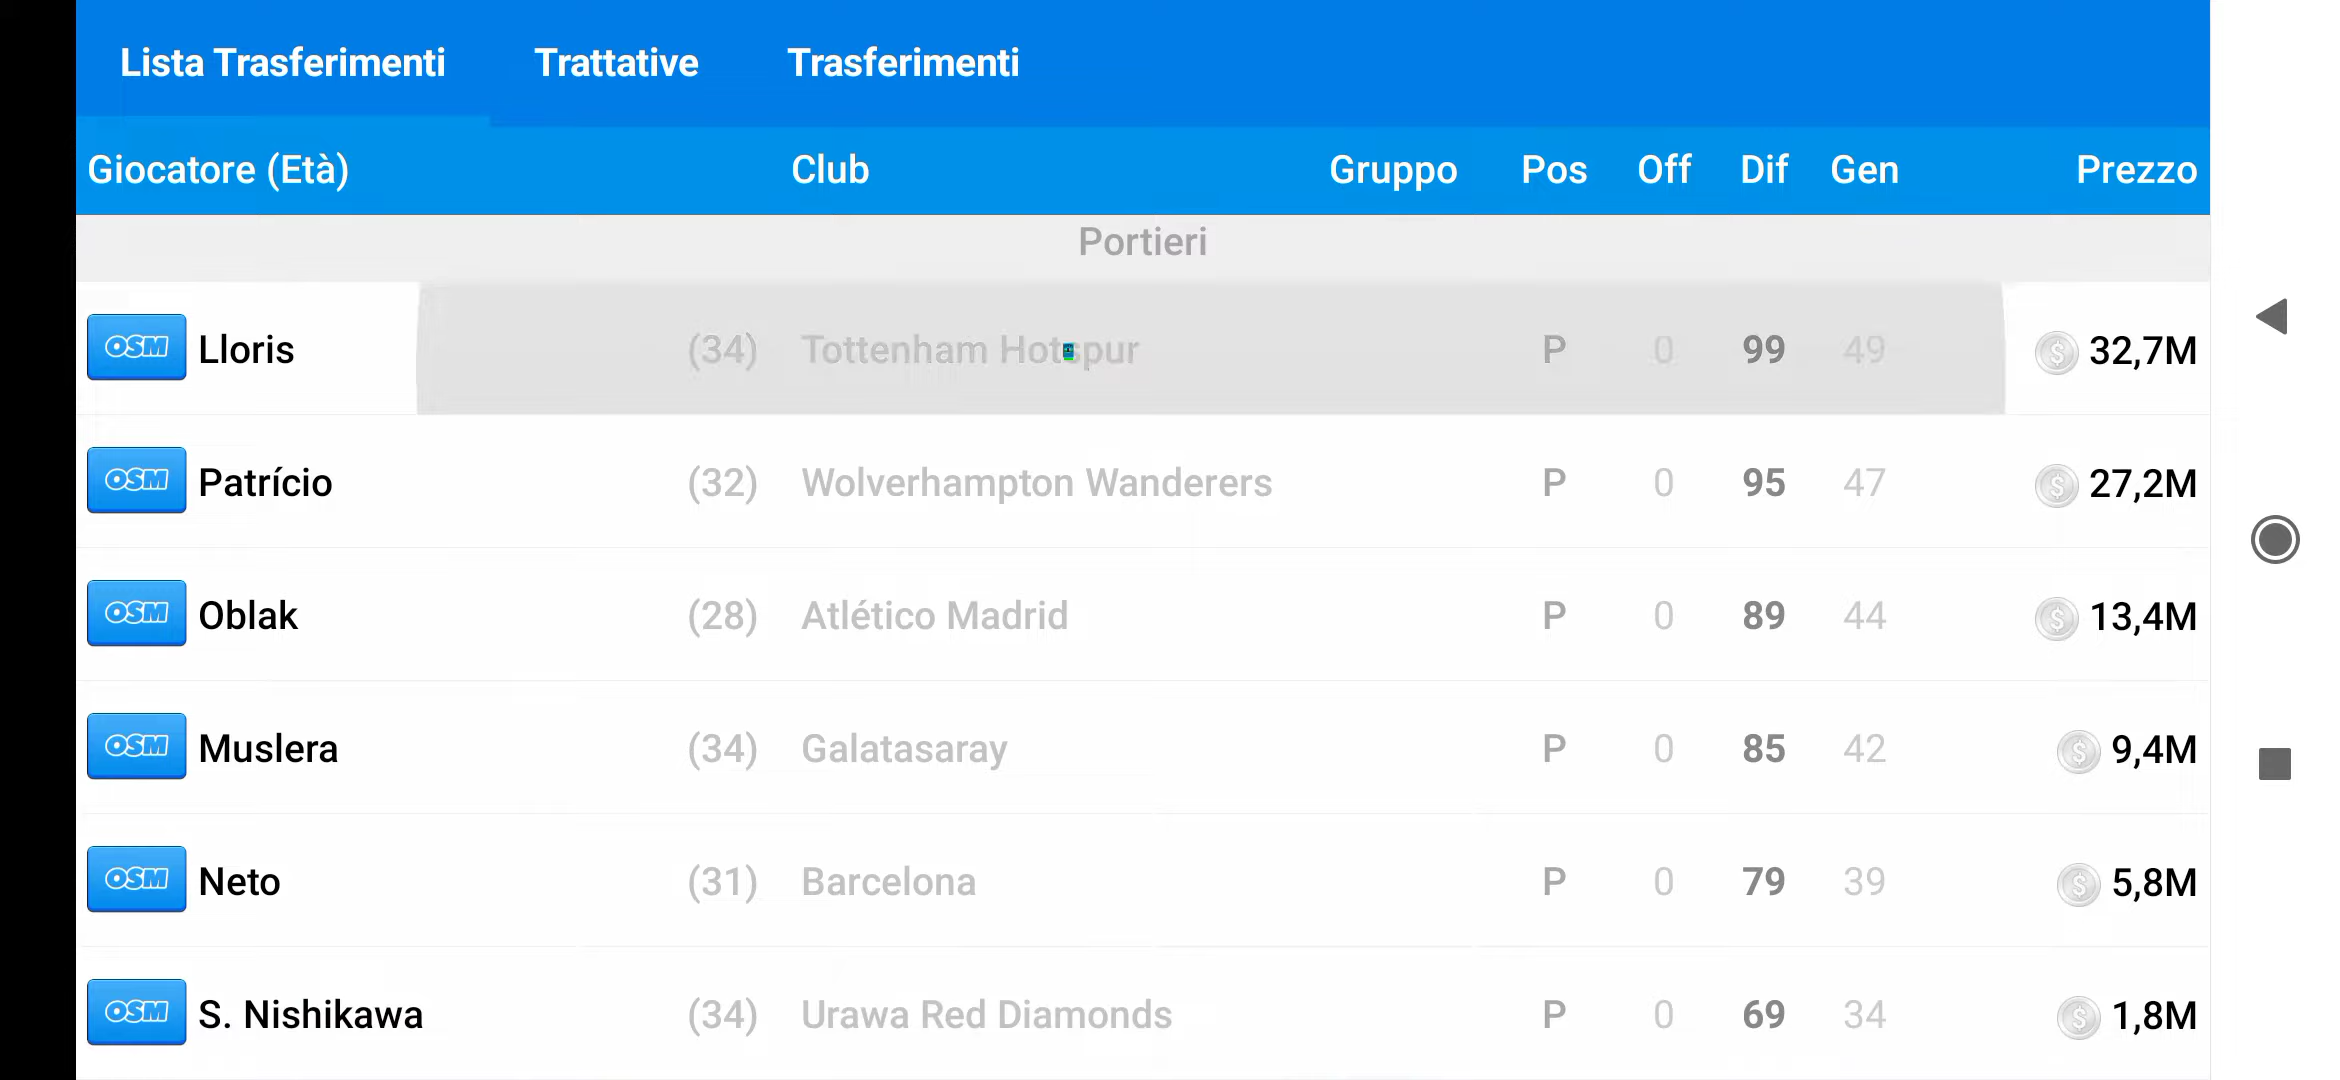 Lista Trasferimenti Trattative Trasferimenti
Giocatore (Età) Club Gruppo Pos Off Dif Gen Prezzo
Portieri
OSM Lloris (34) Tottenham Hotspur P 0 99 49 $ 32,7M
OSM Patrício (32) Wolverhampton Wanderers P 0 95 47 $ 27,2M
OSM Oblak (28) Atlético Madrid P 0 89 44 $ 13,4M
OSM Muslera (34) Galatasaray P 0 85 42 $ 9,4M
OSM Neto (31) Barcelona P 0 79 39 $ 5,8M
OSM S. Nishikawa (34) Urawa Red Diamonds P 0 69 34 $ 1,8M